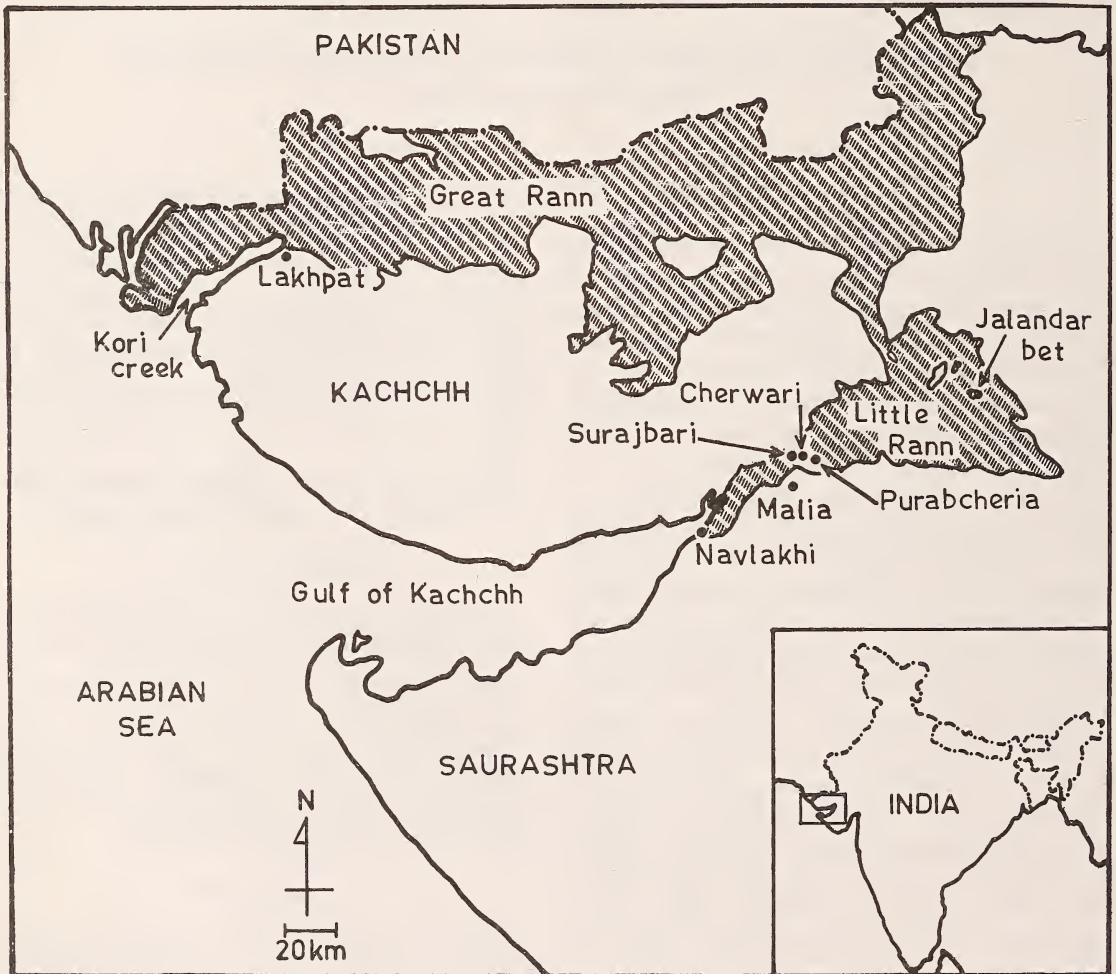 PAKISTAN
Great Rann
Lakhpat
Kori
creek
Jalandar
bet
KACHCHH
Cherwari
Little
Rann
Surajbari
Purabcheria
Malia
Navlakhi
Gulf of Kachchh
ARABIAN
SEA
SAURASHTRA
N
20km
INDIA